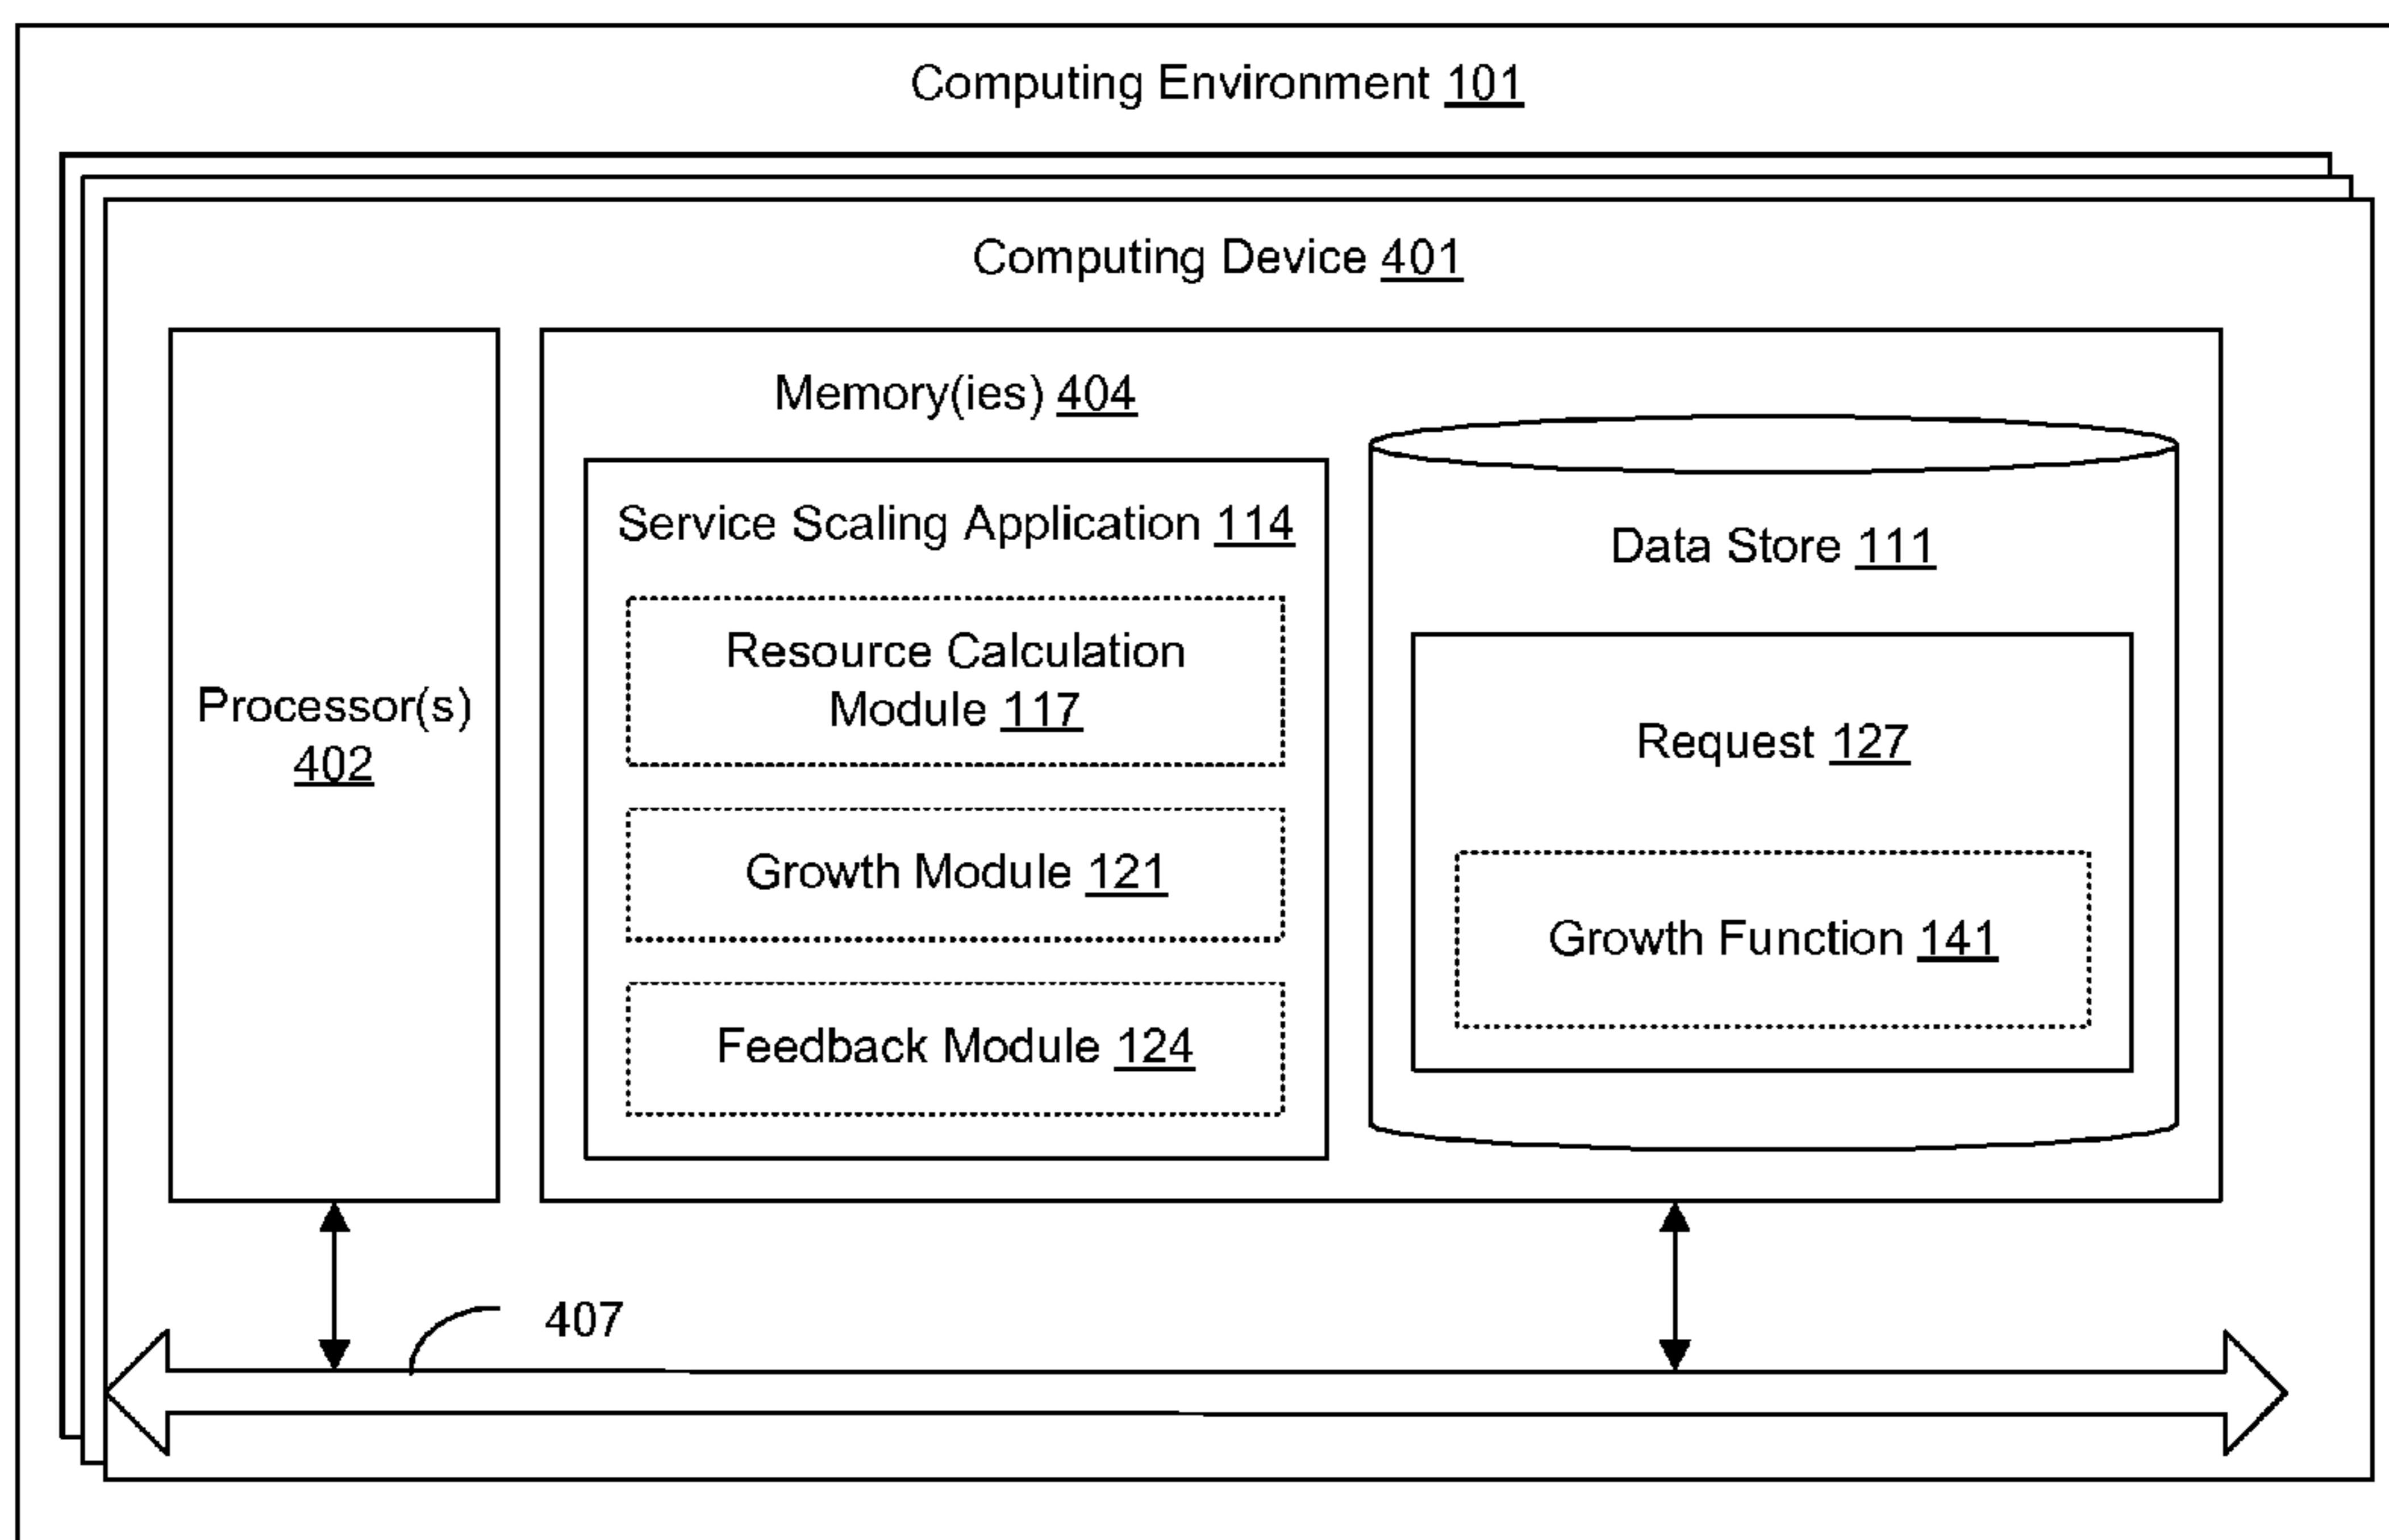 Computing Environment 101
Computing Device 401
Processor(s)
402
Memory(ies) 404
Service Scaling Application 114
Resource Calculation
Module 117
Growth Module 121
Feedback Module 124
Data Store 111
Request 127
Growth Function 141
407